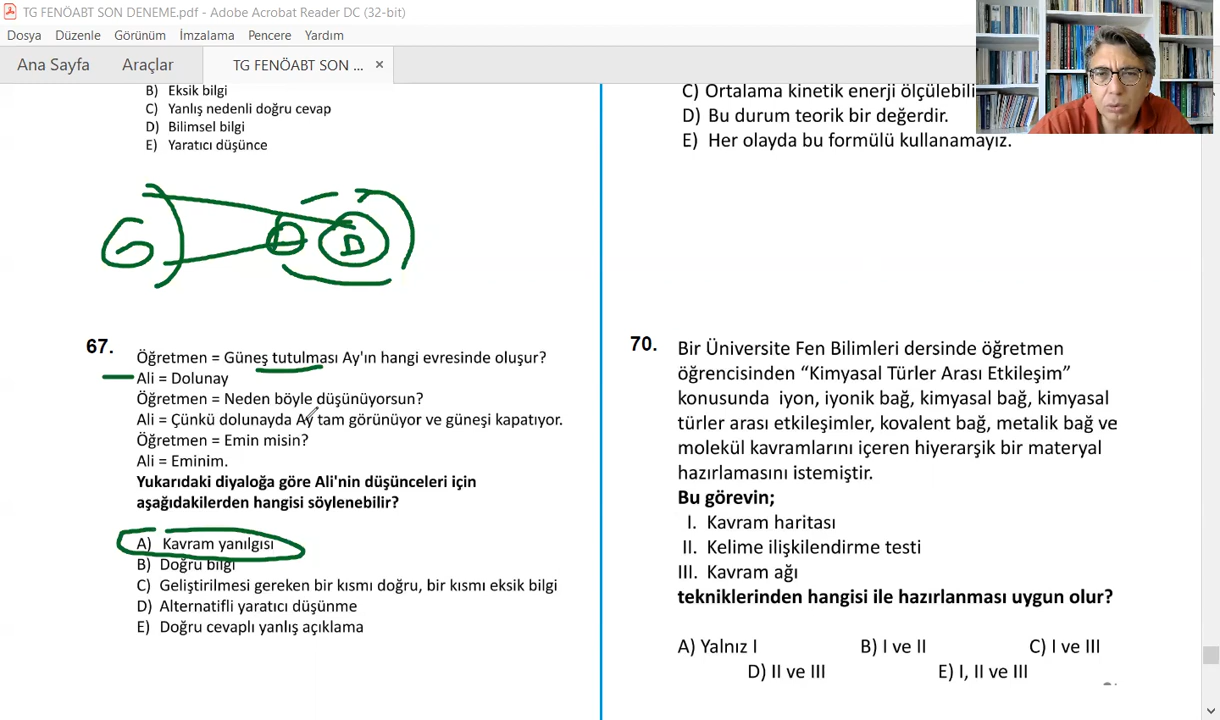 TG FENÖABT SON DENEME.pdf - Adobe Acrobat Reader DC (32-bit)
Dosya Düzenle Görünüm İmzalama Pencere Yardım
Ana Sayfa Araçlar TG FENÖABT SON ... ×
B) Eksik bilgi
C) Yanlış nedenli doğru cevap
D) Bilimsel bilgi
E) Yaratıcı düşünce
G D D
67.
Öğretmen = Güneş tutulması Ay'ın hangi evresinde oluşur?
Ali = Dolunay
Öğretmen = Neden böyle düşünüyorsun?
Ali = Çünkü dolunayda Ay tam görünüyor ve güneşi kapatıyor.
Öğretmen = Emin misin?
Ali = Eminim.
Yukarıdaki diyaloğa göre Ali'nin düşünceleri için
aşağıdakilerden hangisi söylenebilir?
A) Kavram yanılgısı
B) Doğru bilgi
C) Geliştirilmesi gereken bir kısmı doğru, bir kısmı eksik bilgi
D) Alternatifli yaratıcı düşünme
E) Doğru cevaplı yanlış açıklama
C) Ortalama kinetik enerji ölçülebili
D) Bu durum teorik bir değerdir.
E) Her olayda bu formülü kullanamayız.
70.
Bir Üniversite Fen Bilimleri dersinde öğretmen
öğrencisinden “Kimyasal Türler Arası Etkileşim”
konusunda iyon, iyonik bağ, kimyasal bağ, kimyasal
türler arası etkileşimler, kovalent bağ, metalik bağ ve
molekül kavramlarını içeren hiyerarşik bir materyal
hazırlamasını istemiştir.
Bu görevin;
I. Kavram haritası
II. Kelime ilişkilendirme testi
III. Kavram ağı
tekniklerinden hangisi ile hazırlanması uygun olur?
A) Yalnız I B) I ve II C) I ve III
D) II ve III E) I, II ve III